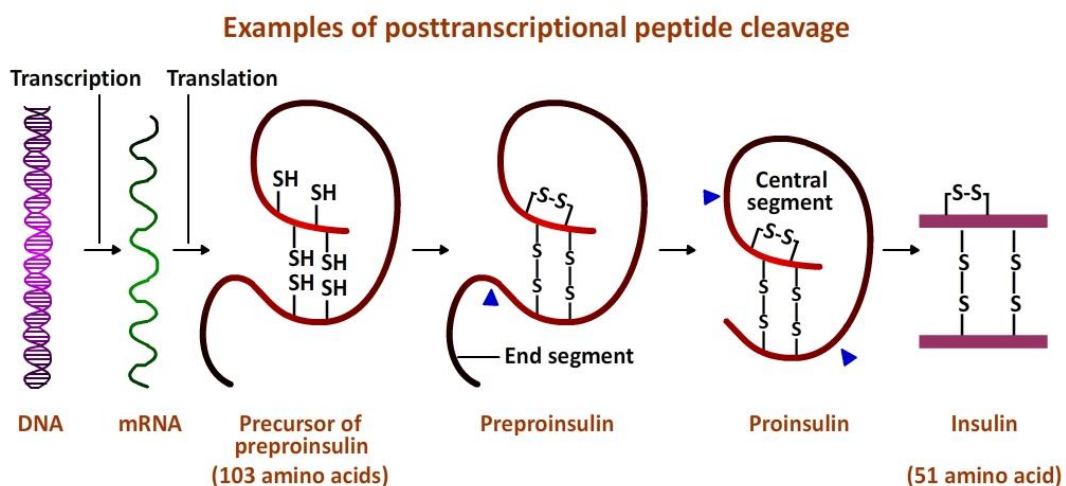 Examples of posttranscriptional peptide cleavage
Transcription
Translation
SH
SH
SH
SH
SH
SH
S-S
S
S
S
S
End segment
Central
segment
S-S
S
S
S
S
S-S
S
S
S
S
DNA
mRNA
Precursor of
preproinsulin
(103 amino acids)
Preproinsulin
Proinsulin
Insulin
(51 amino acid)